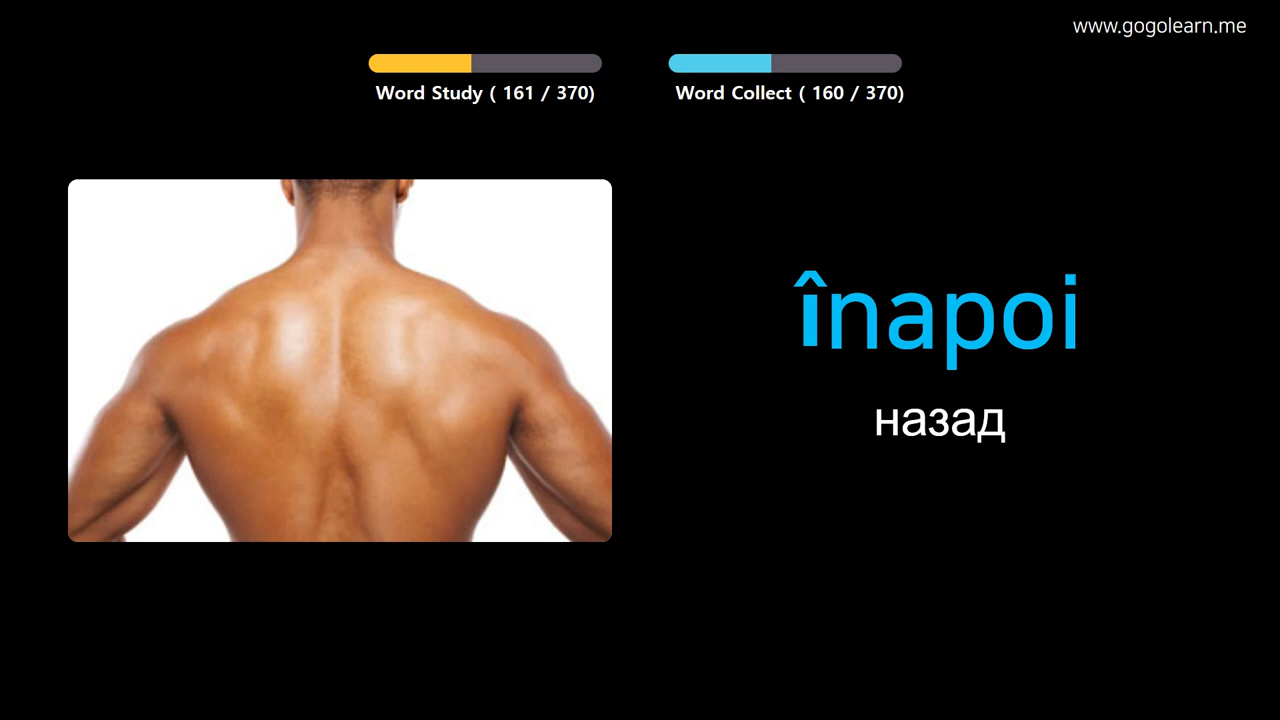 www.gogolearn.me
Word Study ( 161 / 370)
Word Collect ( 160 / 370)
înapoi
назад